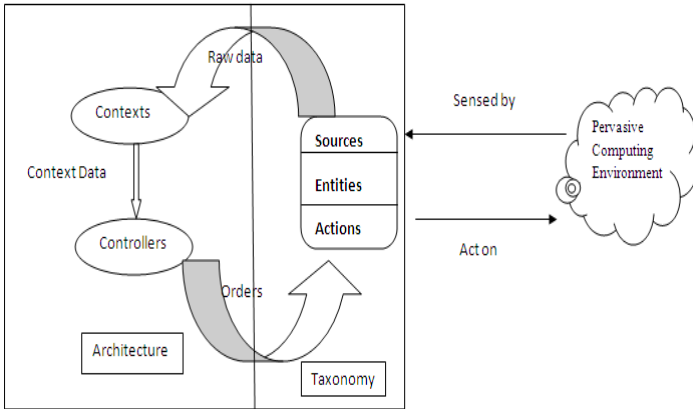 Raw data
Contexts
Sensed by
Pervasive
Computing
Environment
Sources
Entities
Actions
Context Data
Controllers
Act on
Orders
Architecture
Taxonomy